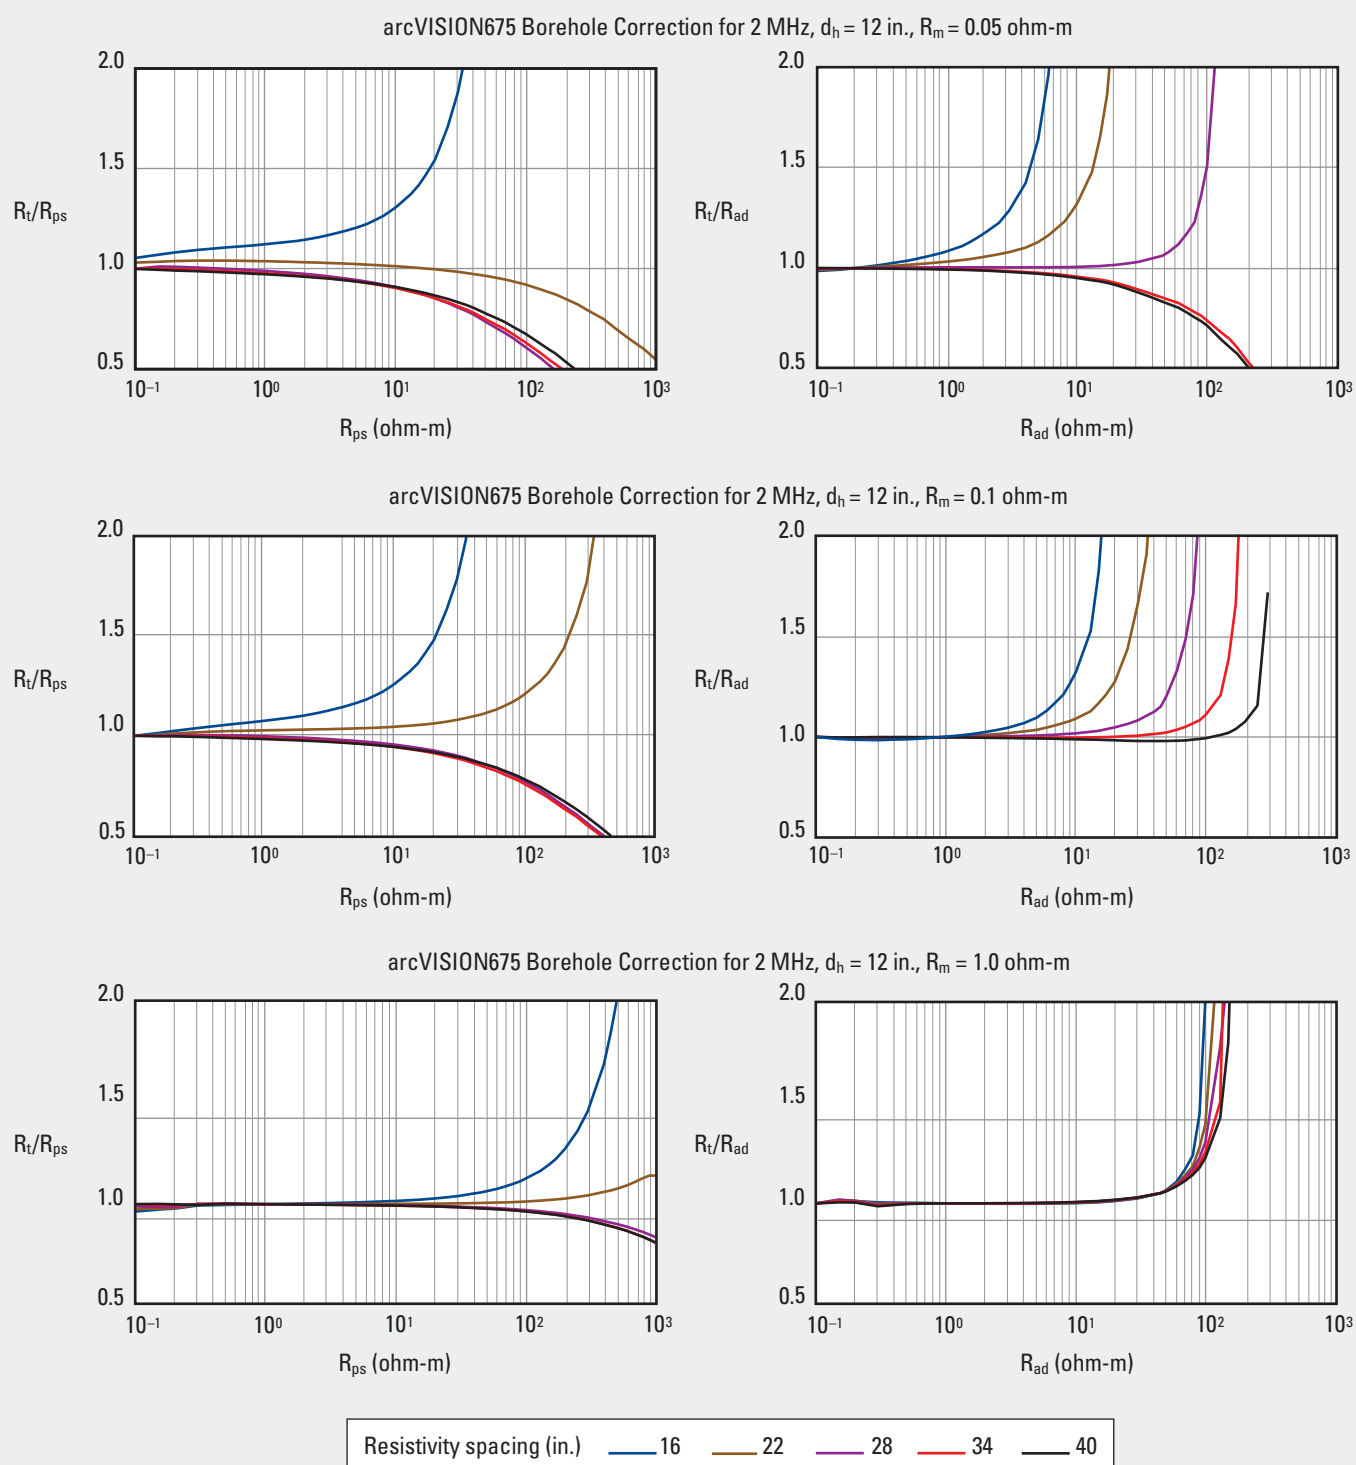 arcVISION675 Borehole Correction for 2 MHz, dₕ = 12 in., Rₘ = 0.05 ohm-m
2.0
1.5
1.0
0.5
Rₜ/Rₚₛ
10⁻¹ 10⁰ 10¹ 10² 10³
Rₚₛ (ohm-m)
2.0
1.5
1.0
0.5
Rₜ/R_ad
10⁻¹ 10⁰ 10¹ 10² 10³
R_ad (ohm-m)
arcVISION675 Borehole Correction for 2 MHz, dₕ = 12 in., Rₘ = 0.1 ohm-m
2.0
1.5
1.0
0.5
Rₜ/Rₚₛ
10⁻¹ 10⁰ 10¹ 10² 10³
Rₚₛ (ohm-m)
2.0
1.5
1.0
0.5
Rₜ/R_ad
10⁻¹ 10⁰ 10¹ 10² 10³
R_ad (ohm-m)
arcVISION675 Borehole Correction for 2 MHz, dₕ = 12 in., Rₘ = 1.0 ohm-m
2.0
1.5
1.0
0.5
Rₜ/Rₚₛ
10⁻¹ 10⁰ 10¹ 10² 10³
Rₚₛ (ohm-m)
2.0
1.5
1.0
0.5
Rₜ/R_ad
10⁻¹ 10⁰ 10¹ 10² 10³
R_ad (ohm-m)
Resistivity spacing (in.) 16 22 28 34 40